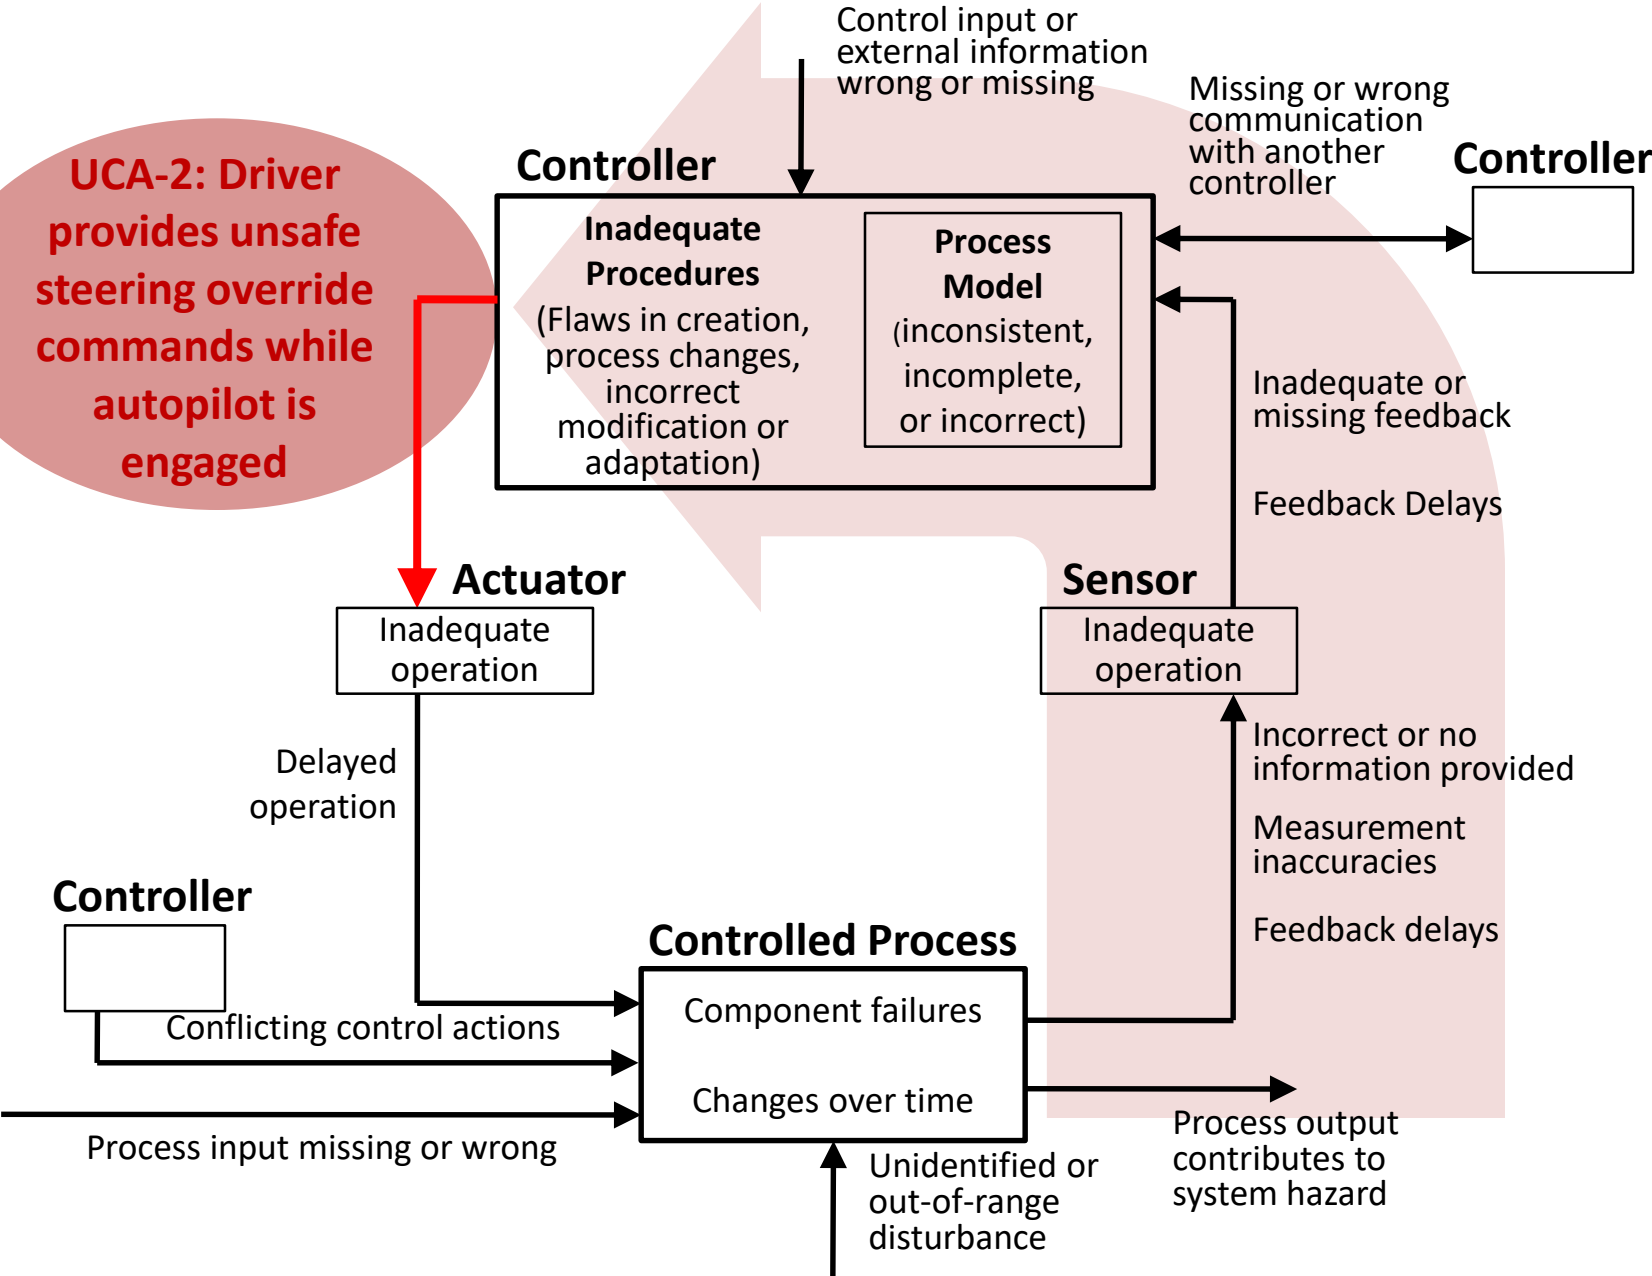 Control input or
external information
wrong or missing
Missing or wrong
communication
with another
controller
Controller
UCA-2: Driver
provides unsafe
steering override
commands while
autopilot is
engaged
Controller
Inadequate
Procedures
(Flaws in creation,
process changes,
incorrect
modification or
adaptation)
Process
Model
(inconsistent,
incomplete,
or incorrect)
Inadequate or
missing feedback
Feedback Delays
Actuator
Inadequate
operation
Sensor
Inadequate
operation
Delayed
operation
Incorrect or no
information provided
Measurement
inaccuracies
Feedback delays
Controller
Conflicting control actions
Controlled Process
Component failures
Changes over time
Process input missing or wrong
Unidentified or
out-of-range
disturbance
Process output
contributes to
system hazard